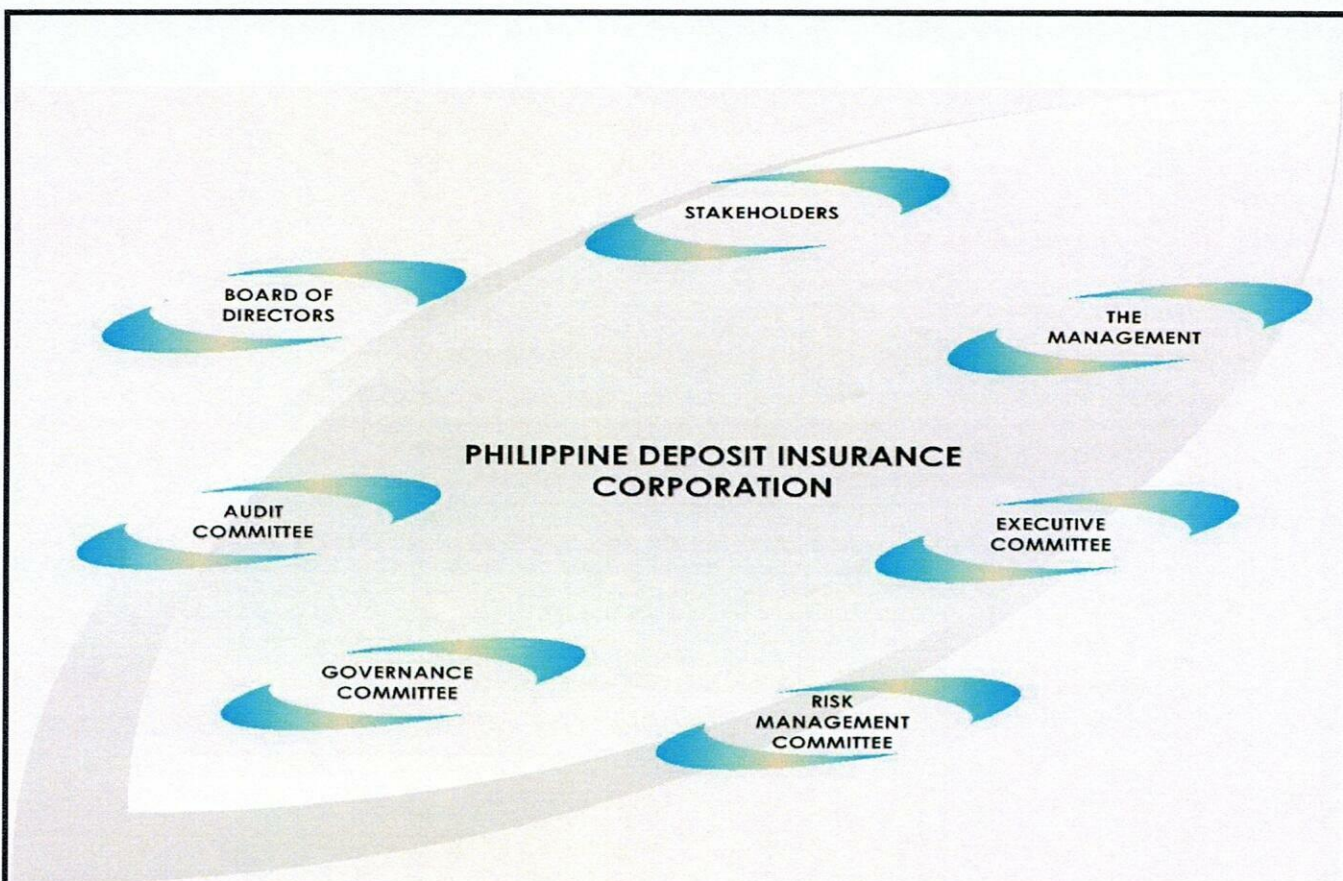 STAKEHOLDERS
BOARD OF
DIRECTORS
THE
MANAGEMENT
PHILIPPINE DEPOSIT INSURANCE
CORPORATION
AUDIT
COMMITTEE
EXECUTIVE
COMMITTEE
GOVERNANCE
COMMITTEE
RISK
MANAGEMENT
COMMITTEE